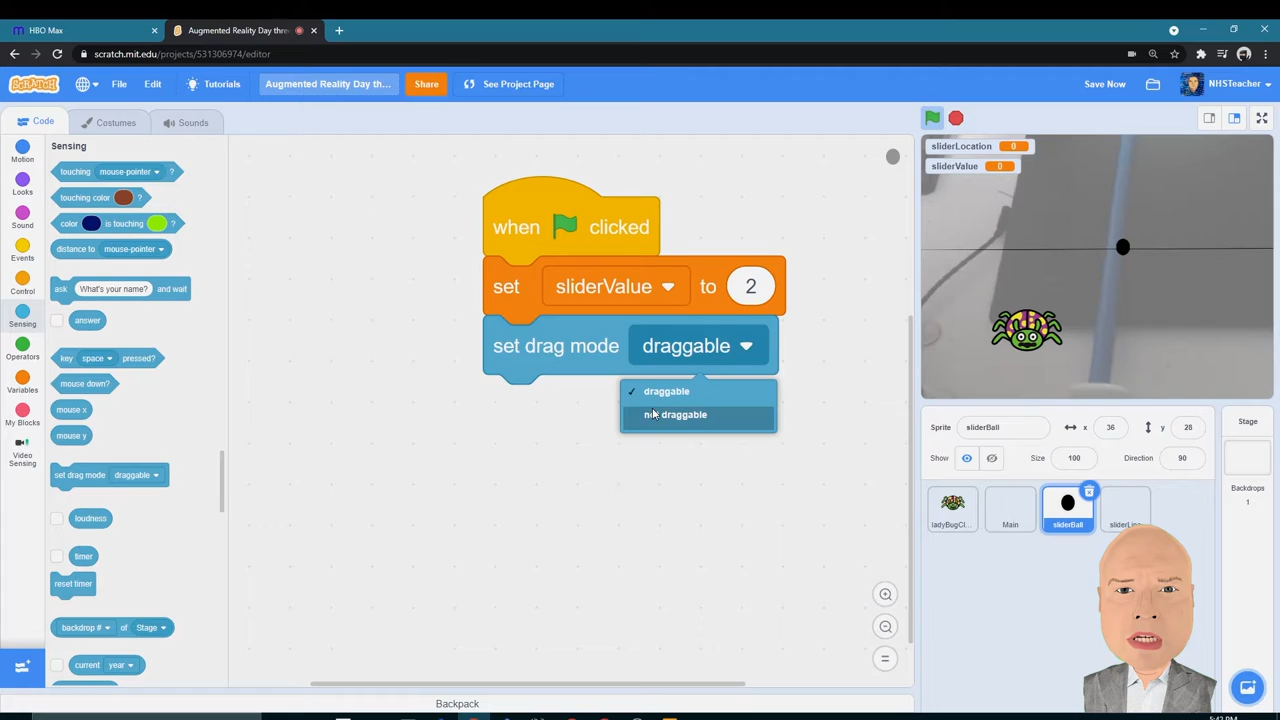 HBO Max
Augmented Reality Day thre
scratch.mit.edu/projects/531306974/editor
SCRATCH
File
Edit
Tutorials
Augmented Reality Day th...
Share
See Project Page
Save Now
NHSTeacher
Code
Costumes
Sounds
Motion
Looks
Sound
Events
Control
Sensing
Operators
Variables
My Blocks
Video Sensing
Sensing
touching mouse-pointer ?
touching color ?
color is touching ?
distance to mouse-pointer
ask What's your name? and wait
answer
key space pressed?
mouse down?
mouse x
mouse y
set drag mode draggable
loudness
timer
reset timer
backdrop # of Stage
current year
when clicked
set sliderValue to 2
set drag mode draggable
✓ draggable
draggable
Backpack
sliderLocation 0
sliderValue 0
Sprite sliderBall x 36 y 28
Show Size 100 Direction 90
ladyBugCl...
Main
sliderBall
Stage
Backdrops
1
5:42 PM